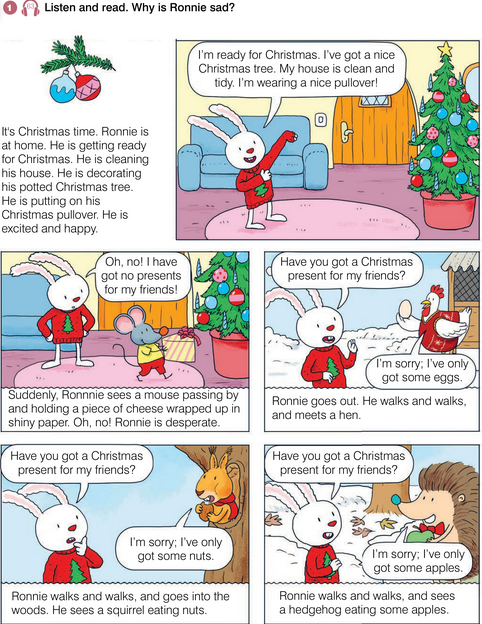 1 Listen and read. Why is Ronnie sad?
It's Christmas time. Ronnie is
at home. He is getting ready
for Christmas. He is cleaning
his house. He is decorating
his potted Christmas tree.
He is putting on his
Christmas pullover. He is
excited and happy.
I'm ready for Christmas. I've got a nice
Christmas tree. My house is clean and
tidy. I'm wearing a nice pullover!
Oh, no! I have
got no presents
for my friends!
Suddenly, Ronnnie sees a mouse passing by
and holding a piece of cheese wrapped up in
shiny paper. Oh, no! Ronnie is desperate.
Have you got a Christmas
present for my friends?
I'm sorry; I've only
got some eggs.
Ronnie goes out. He walks and walks,
and meets a hen.
Have you got a Christmas
present for my friends?
I'm sorry; I've only
got some nuts.
Ronnie walks and walks, and goes into the
woods. He sees a squirrel eating nuts.
Have you got a Christmas
present for my friends?
I'm sorry; I've only
got some apples.
Ronnie walks and walks, and sees
a hedgehog eating some apples.